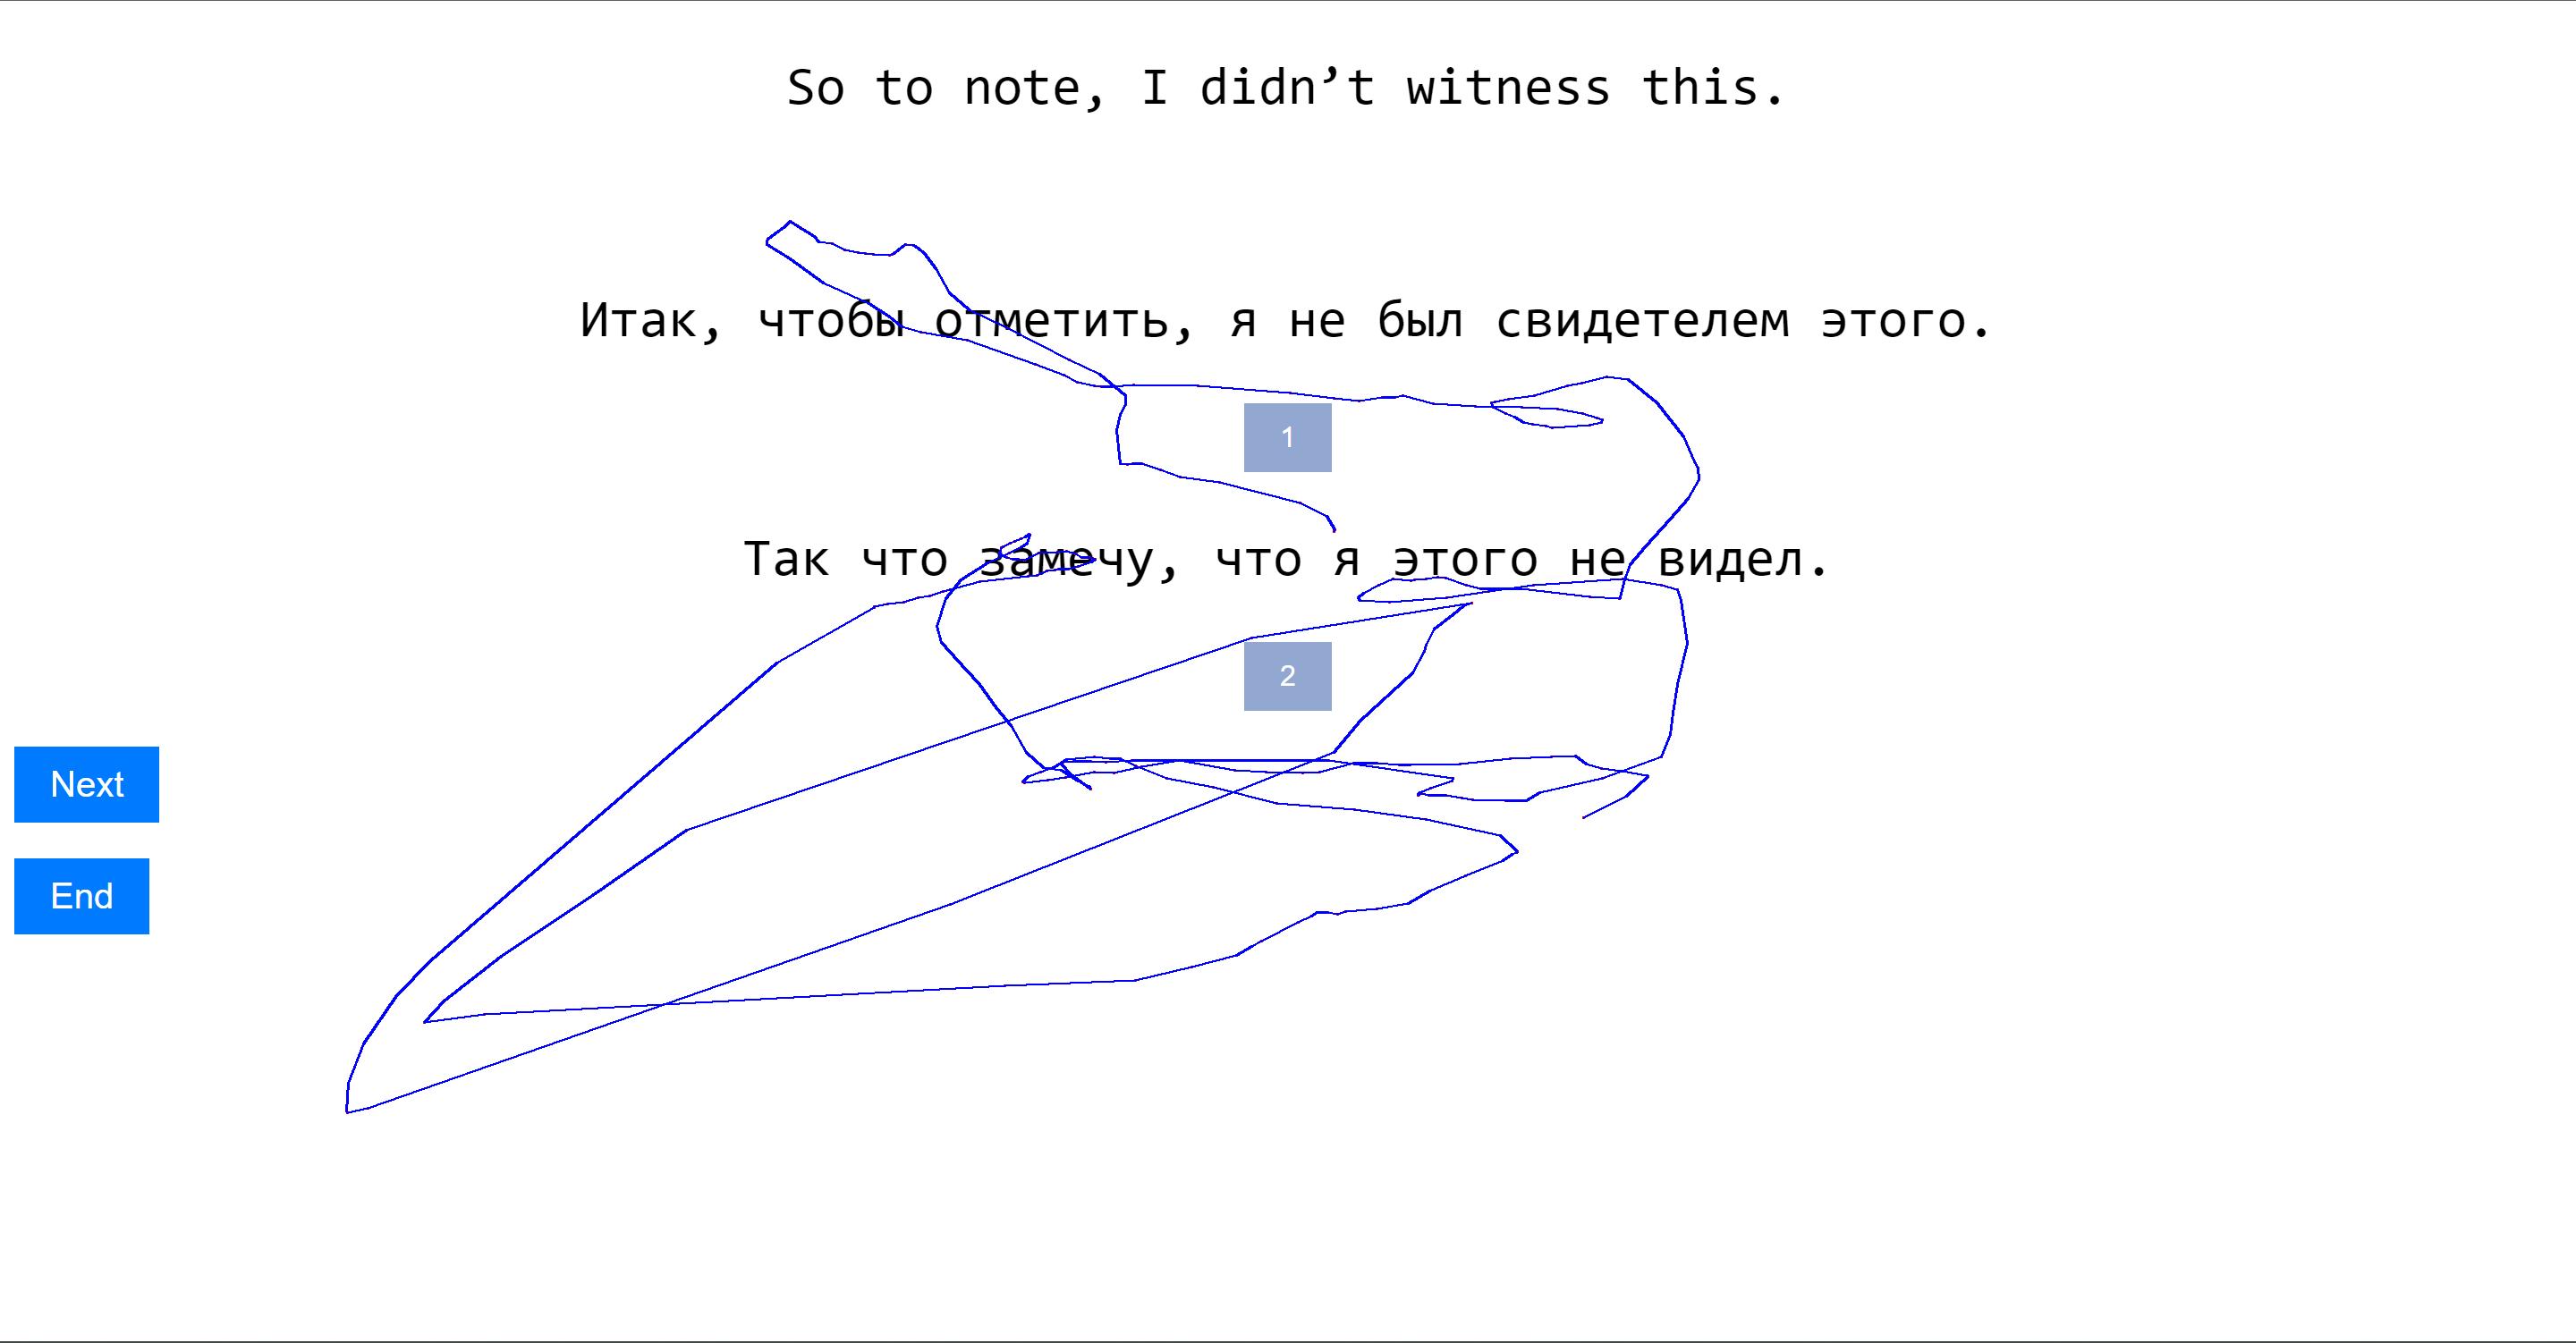 So to note, I didn’t witness this.
Итак, чтобы отметить, я не был свидетелем этого.
1
Так что замечу, что я этого не видел.
2
Next
End